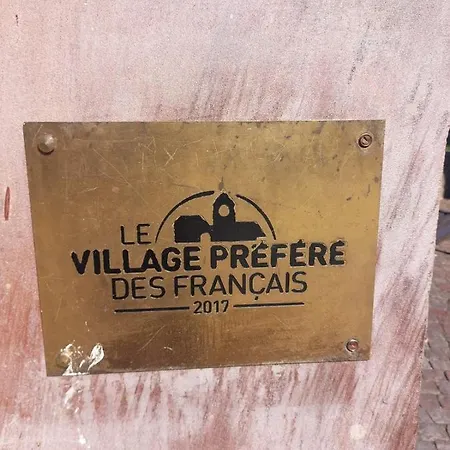 LE
VILLAGE PRÉFÉRÉ
DES FRANÇAIS
2017